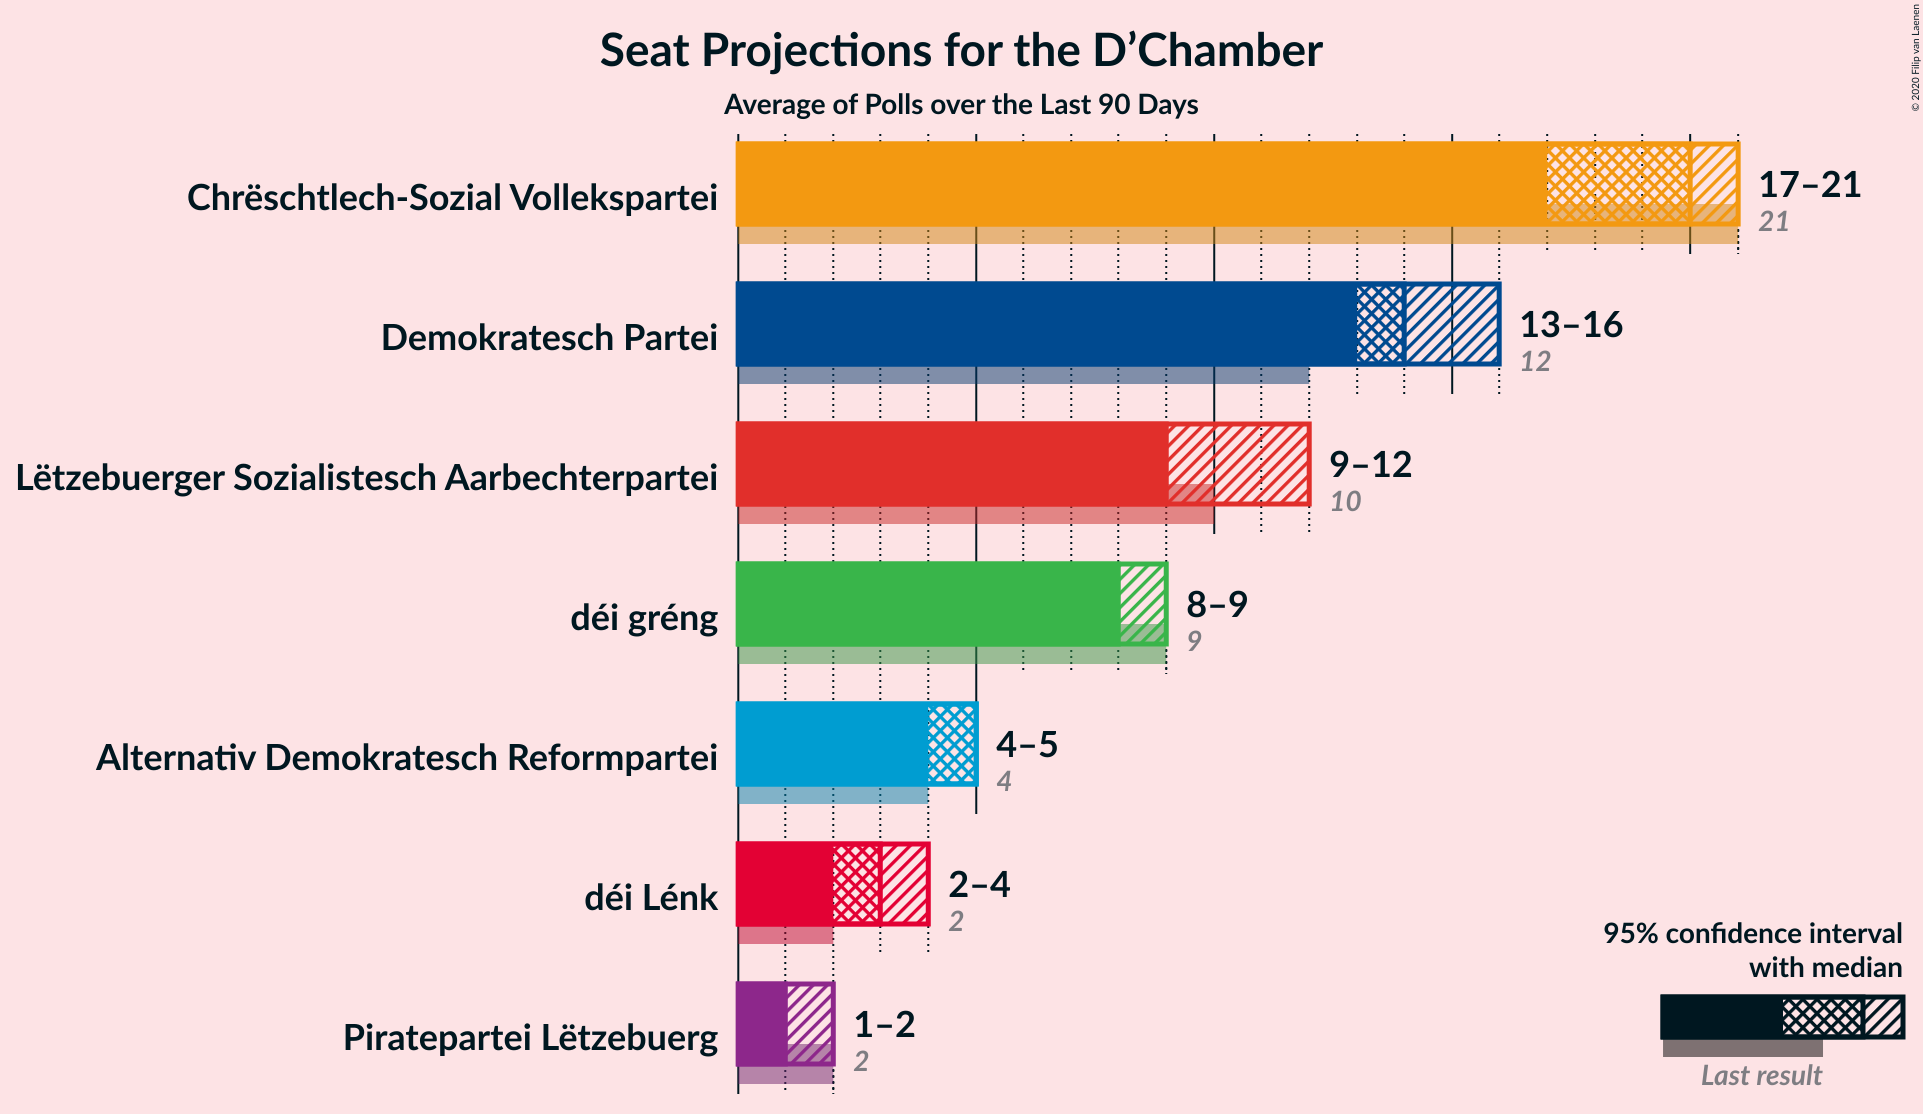 Seat Projections for the D’Chamber
Average of Polls over the Last 90 Days
© 2020 Filip van Laenen
Chrëschtlech-Sozial Vollekspartei
17–21
21
Demokratesch Partei
13–16
12
Lëtzebuerger Sozialistesch Aarbechterpartei
9–12
10
déi gréng
8–9
9
Alternativ Demokratesch Reformpartei
4–5
4
déi Lénk
2–4
2
Piratepartei Lëtzebuerg
1–2
2
95% confidence interval
with median
Last result